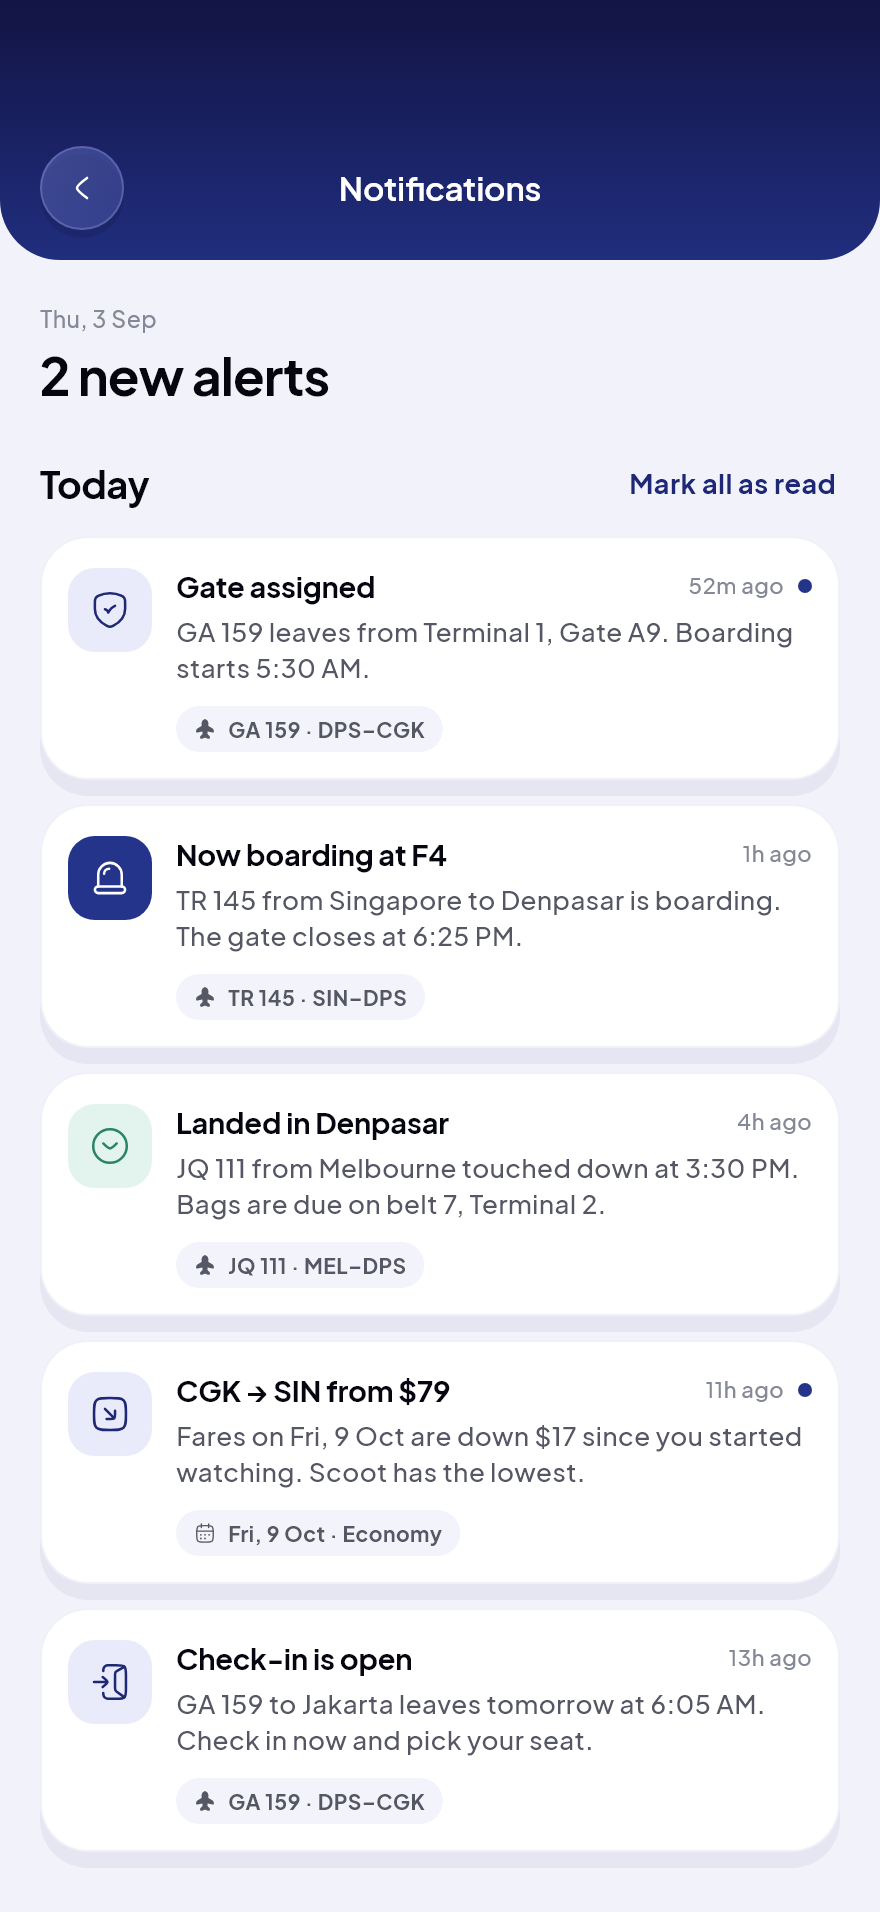 Notifications
Thu, 3 Sep
2 new alerts
Today
Mark all as read
Gate assigned
52m ago
GA 159 leaves from Terminal 1, Gate A9. Boarding
starts 5:30 AM.
GA 159 · DPS–CGK
Now boarding at F4
1h ago
TR 145 from Singapore to Denpasar is boarding.
The gate closes at 6:25 PM.
TR 145 · SIN–DPS
Landed in Denpasar
4h ago
JQ 111 from Melbourne touched down at 3:30 PM.
Bags are due on belt 7, Terminal 2.
JQ 111 · MEL–DPS
CGK → SIN from $79
11h ago
Fares on Fri, 9 Oct are down $17 since you started
watching. Scoot has the lowest.
Fri, 9 Oct · Economy
Check-in is open
13h ago
GA 159 to Jakarta leaves tomorrow at 6:05 AM.
Check in now and pick your seat.
GA 159 · DPS–CGK